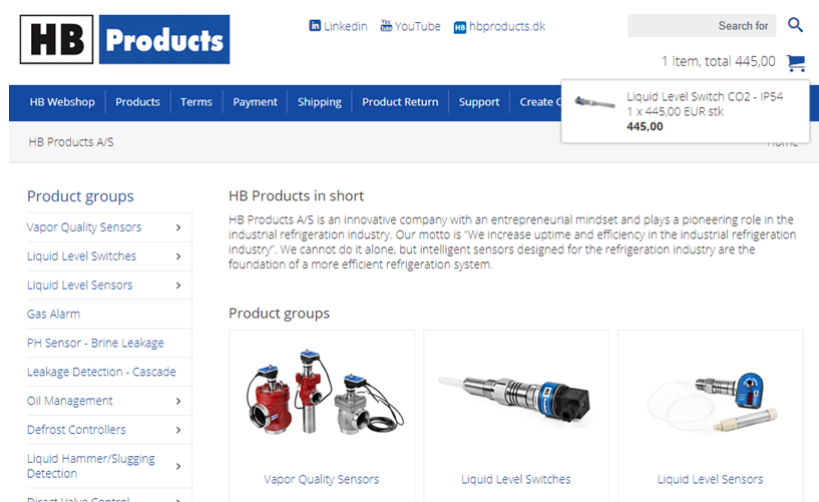 HB Products
Linkedin YouTube hbproducts.dk
Search for
1 item, total 445,00
HB Webshop Products Terms Payment Shipping Product Return Support Create
Liquid Level Switch CO2 - IP54
1 x 445,00 EUR stk
445,00
HB Products A/S
Home
Product groups
Vapor Quality Sensors
Liquid Level Switches
Liquid Level Sensors
Gas Alarm
PH Sensor - Brine Leakage
Leakage Detection - Cascade
Oil Management
Defrost Controllers
Liquid Hammer/Slugging
Detection
Direct Valve Control
HB Products in short
HB Products A/S is an innovative company with an entrepreneurial mindset and plays a pioneering role in the
industrial refrigeration industry. Our motto is "We increase uptime and efficiency in the industrial refrigeration
industry". We cannot do it alone, but intelligent sensors designed for the refrigeration industry are the
foundation of a more efficient refrigeration system.
Product groups
Vapor Quality Sensors
Liquid Level Switches
Liquid Level Sensors